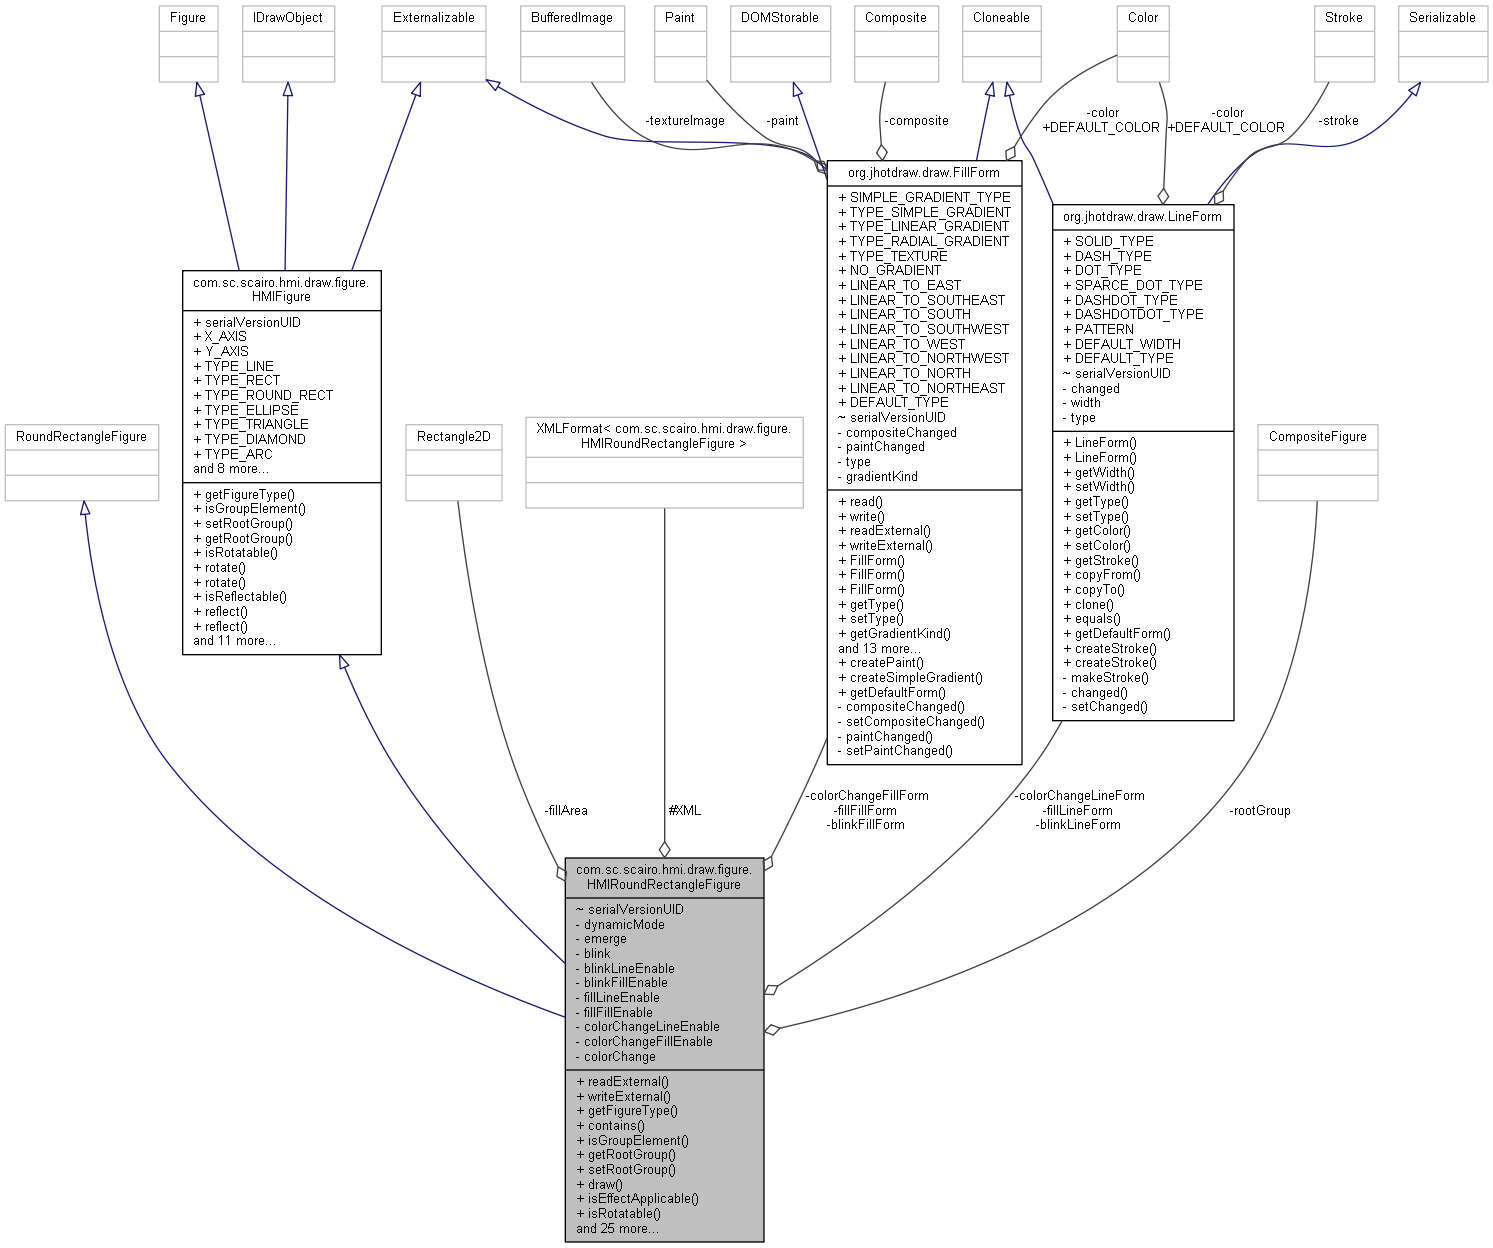 Figure
IDrawObject
Externalizable
BufferedImage
Paint
DOMStorable
Composite
Cloneable
Color
Stroke
Serializable
-textureImage
-paint
-composite
-color
+DEFAULT_COLOR
-color
+DEFAULT_COLOR
-stroke
com.sc.scairo.hmi.draw.figure.
HMIFigure
+ serialVersionUID
+ X_AXIS
+ Y_AXIS
+ TYPE_LINE
+ TYPE_RECT
+ TYPE_ROUND_RECT
+ TYPE_ELLIPSE
+ TYPE_TRIANGLE
+ TYPE_DIAMOND
+ TYPE_ARC
and 8 more...
+ getFigureType()
+ isGroupElement()
+ setRootGroup()
+ getRootGroup()
+ isRotatable()
+ rotate()
+ rotate()
+ isReflectable()
+ reflect()
+ reflect()
and 11 more...
org.jhotdraw.draw.FillForm
+ SIMPLE_GRADIENT_TYPE
+ TYPE_SIMPLE_GRADIENT
+ TYPE_LINEAR_GRADIENT
+ TYPE_RADIAL_GRADIENT
+ TYPE_TEXTURE
+ NO_GRADIENT
+ LINEAR_TO_EAST
+ LINEAR_TO_SOUTHEAST
+ LINEAR_TO_SOUTH
+ LINEAR_TO_SOUTHWEST
+ LINEAR_TO_WEST
+ LINEAR_TO_NORTHWEST
+ LINEAR_TO_NORTH
+ LINEAR_TO_NORTHEAST
+ DEFAULT_TYPE
~ serialVersionUID
- compositeChanged
- paintChanged
- type
- gradientKind
+ read()
+ write()
+ readExternal()
+ writeExternal()
+ FillForm()
+ FillForm()
+ FillForm()
+ getType()
+ setType()
+ getGradientKind()
and 13 more...
+ createPaint()
+ createSimpleGradient()
+ getDefaultForm()
- compositeChanged()
- setCompositeChanged()
- paintChanged()
- setPaintChanged()
org.jhotdraw.draw.LineForm
+ SOLID_TYPE
+ DASH_TYPE
+ DOT_TYPE
+ SPARCE_DOT_TYPE
+ DASHDOT_TYPE
+ DASHDOTDOT_TYPE
+ PATTERN
+ DEFAULT_WIDTH
+ DEFAULT_TYPE
~ serialVersionUID
- changed
- width
- type
+ LineForm()
+ LineForm()
+ getWidth()
+ setWidth()
+ getType()
+ setType()
+ getColor()
+ setColor()
+ getStroke()
+ copyFrom()
+ copyTo()
+ clone()
+ equals()
+ getDefaultForm()
+ createStroke()
+ createStroke()
- makeStroke()
- changed()
- setChanged()
RoundRectangleFigure
Rectangle2D
XMLFormat< com.sc.scairo.hmi.draw.figure.
HMIRoundRectangleFigure >
CompositeFigure
-fillArea
#XML
-colorChangeFillForm
-fillFillForm
-blinkFillForm
-colorChangeLineForm
-fillLineForm
-blinkLineForm
-rootGroup
com.sc.scairo.hmi.draw.figure.
HMIRoundRectangleFigure
~ serialVersionUID
- dynamicMode
- emerge
- blink
- blinkLineEnable
- blinkFillEnable
- fillLineEnable
- fillFillEnable
- colorChangeLineEnable
- colorChangeFillEnable
- colorChange
+ readExternal()
+ writeExternal()
+ getFigureType()
+ contains()
+ isGroupElement()
+ getRootGroup()
+ setRootGroup()
+ draw()
+ isEffectApplicable()
+ isRotatable()
and 25 more...